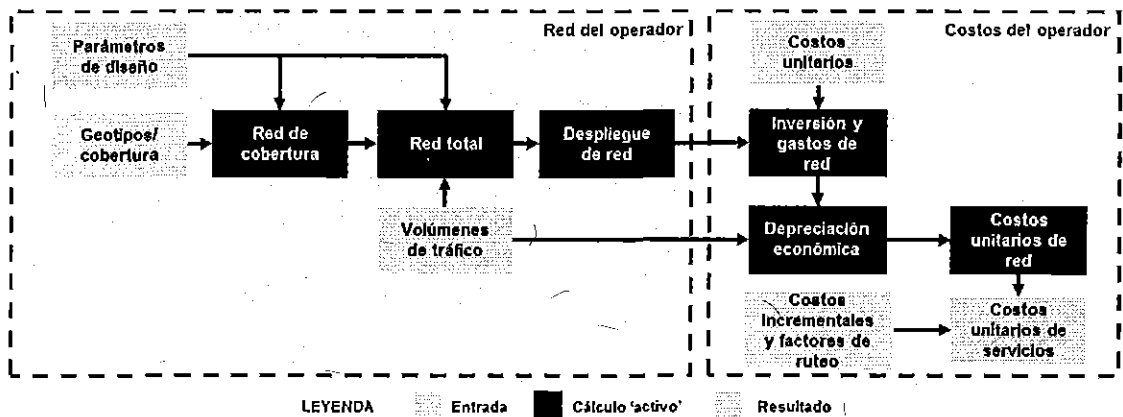 Red del operador
Costos del operador
Parámetros
de diseño
Costos
unitarios
Geotipos/
cobertura
Red de
cobertura
Red total
Despliegue
de red
Inversión y
gastos de
red
Volúmenes
de tráfico
Depreciación
económica
Costos
unitarios de
red
Costos
incrementales
y factores de
ruteo
Costos
unitarios de
servicios
LEYENDA
Entrada
Cálculo 'activo'
Resultado